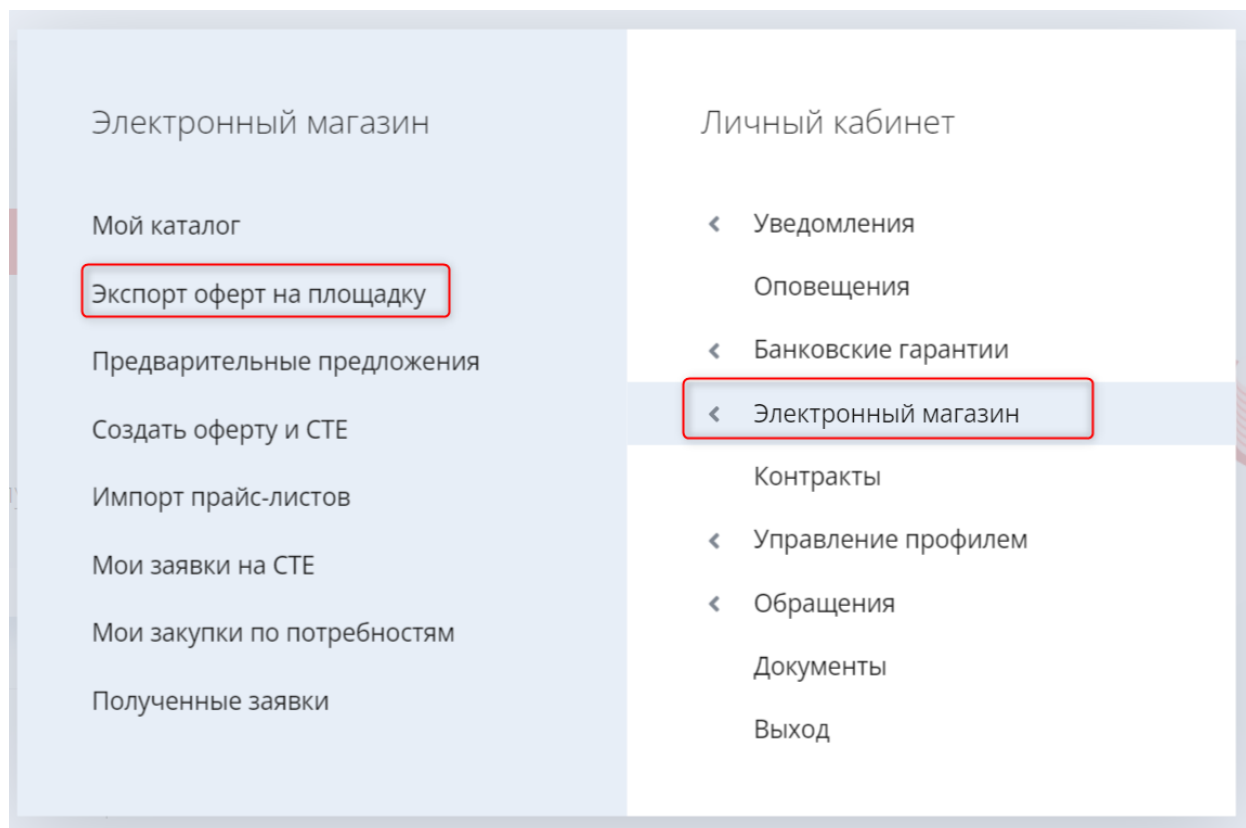 Электронный магазин
Мой каталог
Экспорт оферт на площадку
Предварительные предложения
Создать оферту и СТЕ
Импорт прайс-листов
Мои заявки на СТЕ
Мои закупки по потребностям
Полученные заявки
Личный кабинет
Уведомления
Оповещения
Банковские гарантии
Электронный магазин
Контракты
Управление профилем
Обращения
Документы
Выход